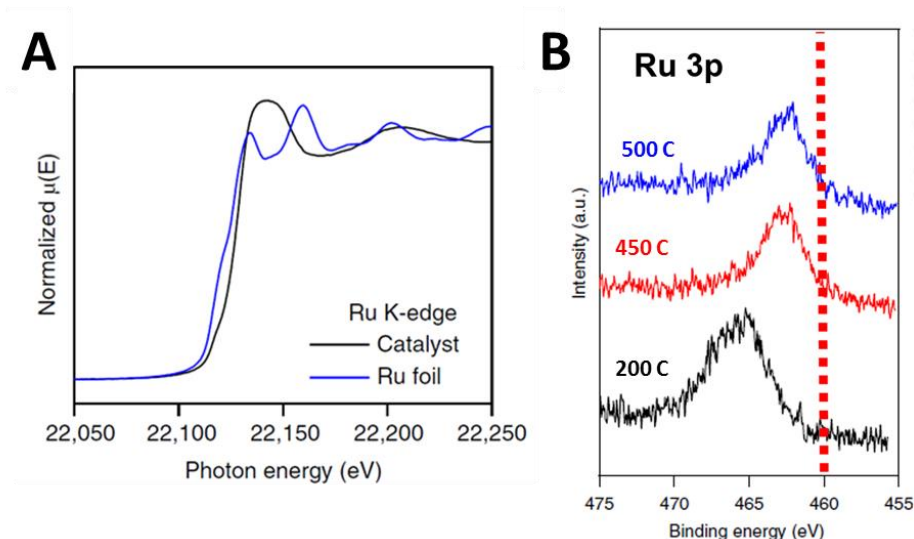 A
Normalized μ(E)
Ru K-edge
Catalyst
Ru foil
22,050 22,100 22,150 22,200 22,250
Photon energy (eV)
B
Ru 3p
500 C
450 C
200 C
Intensity (a.u.)
475 470 465 460 455
Binding energy (eV)